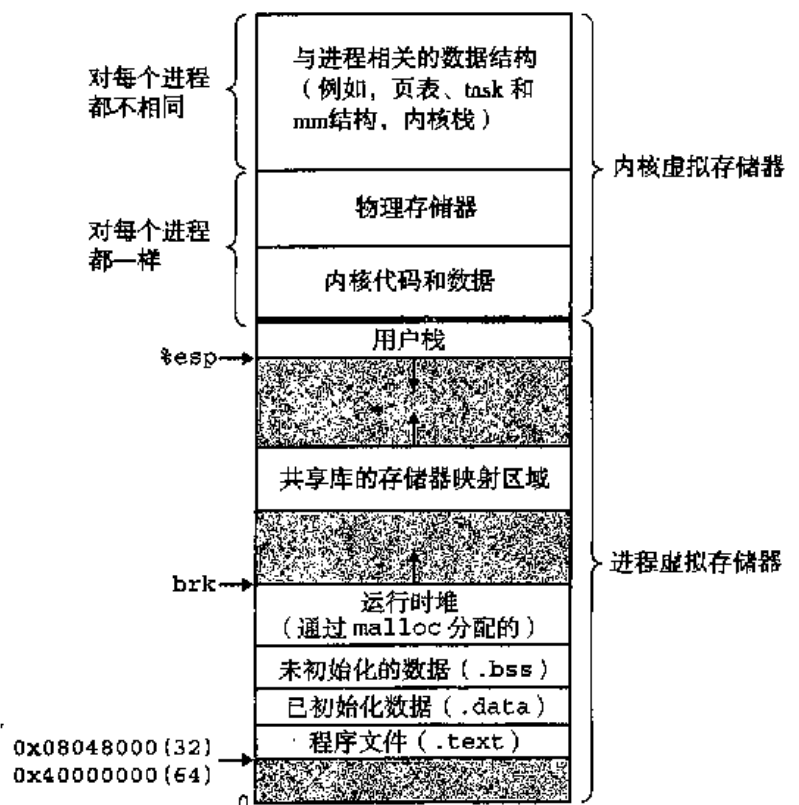 对每个进程
都不相同
与进程相关的数据结构
（例如，页表、task 和
mm结构，内核栈）
内核虚拟存储器
对每个进程
都一样
物理存储器
内核代码和数据
用户栈
%esp
共享库的存储器映射区域
进程虚拟存储器
brk
运行时堆
（通过 malloc 分配的）
未初始化的数据（.bss）
已初始化数据（.data）
程序文件（.text）
0x08048000(32)
0x40000000(64)
0